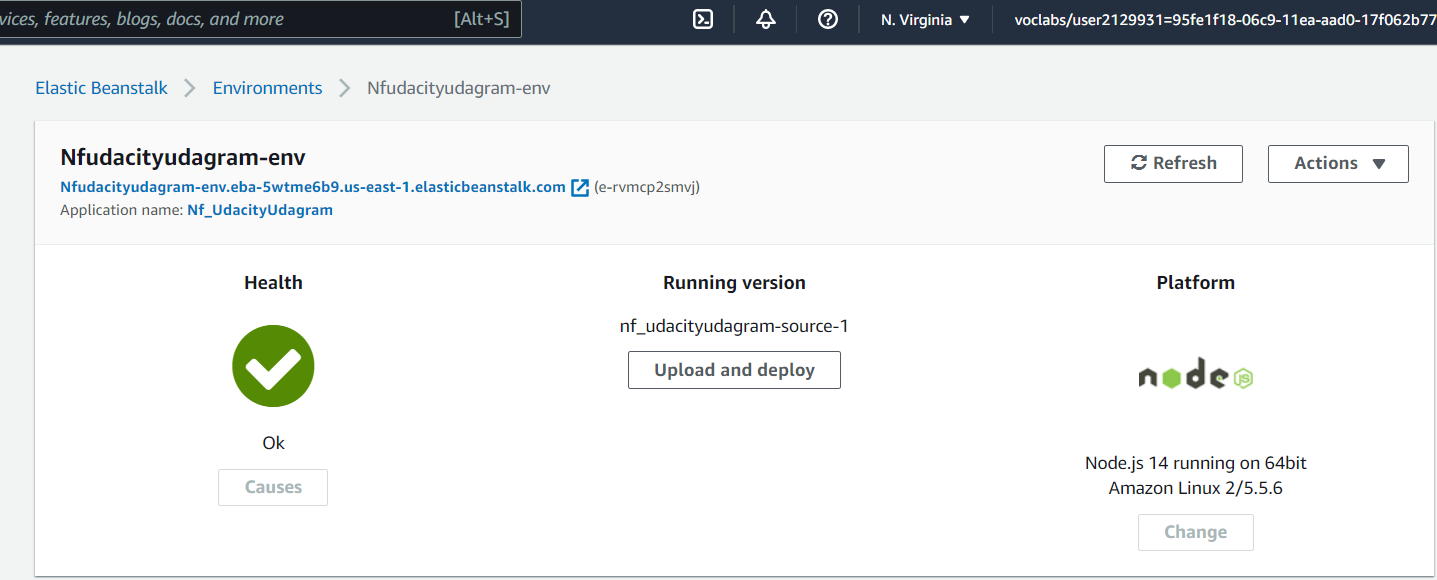 vices, features, blogs, docs, and more [Alt+S] N. Virginia ▼ voclabs/user2129931=95fe1f18-06c9-11ea-aad0-17f062b77
Elastic Beanstalk > Environments > Nfudacityudagram-env
Nfudacityudagram-env
Refresh Actions ▼
Nfudacityudagram-env.eba-5wtme6b9.us-east-1.elasticbeanstalk.com (e-rvmcp2smvj)
Application name: Nf_UdacityUdagram
Health Running version Platform
nf_udacityudagram-source-1
Upload and deploy
node JS
Ok
Causes
Node.js 14 running on 64bit
Amazon Linux 2/5.5.6
Change